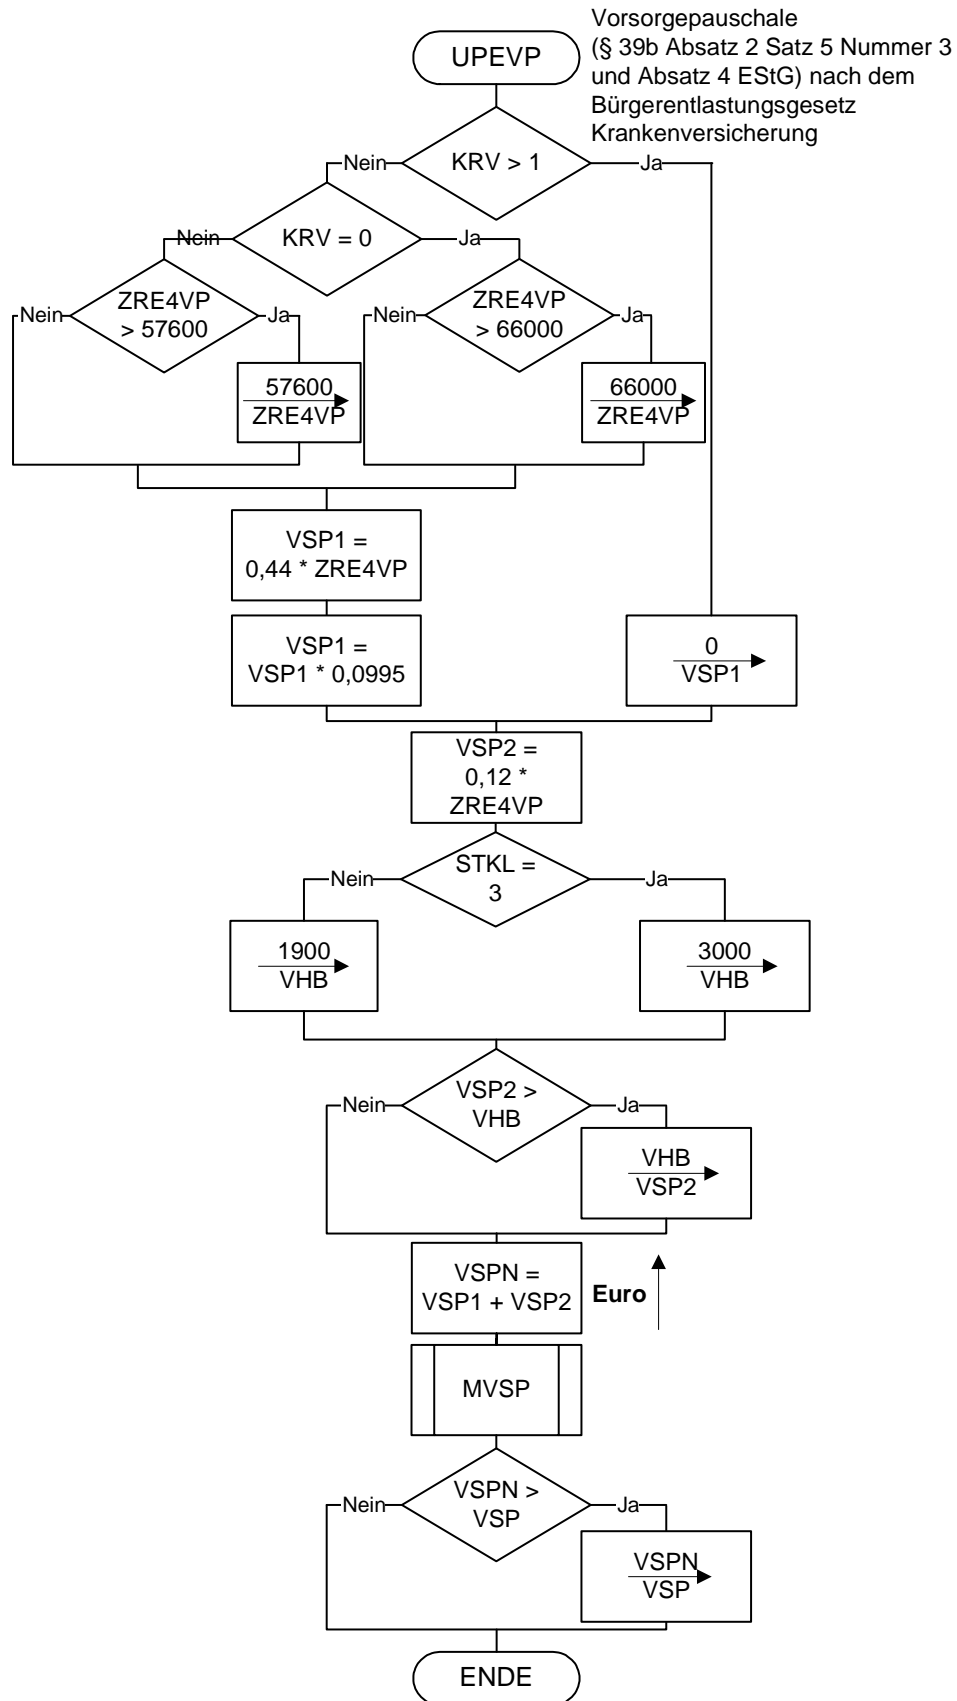 Vorsorgepauschale
(§ 39b Absatz 2 Satz 5 Nummer 3
und Absatz 4 EStG) nach dem
Bürgerentlastungsgesetz
Krankenversicherung
UPEVP
KRV > 1
Nein
Ja
KRV = 0
Nein
Ja
ZRE4VP
> 57600
Nein
Ja
ZRE4VP
> 66000
Nein
Ja
57600
ZRE4VP
66000
ZRE4VP
VSP1 =
0,44 * ZRE4VP
VSP1 =
VSP1 * 0,0995
0
VSP1
VSP2 =
0,12 *
ZRE4VP
STKL =
3
Nein
Ja
1900
VHB
3000
VHB
VSP2 >
VHB
Nein
Ja
VHB
VSP2
VSPN =
VSP1 + VSP2
Euro
MVSP
VSPN >
VSP
Nein
Ja
VSPN
VSP
ENDE